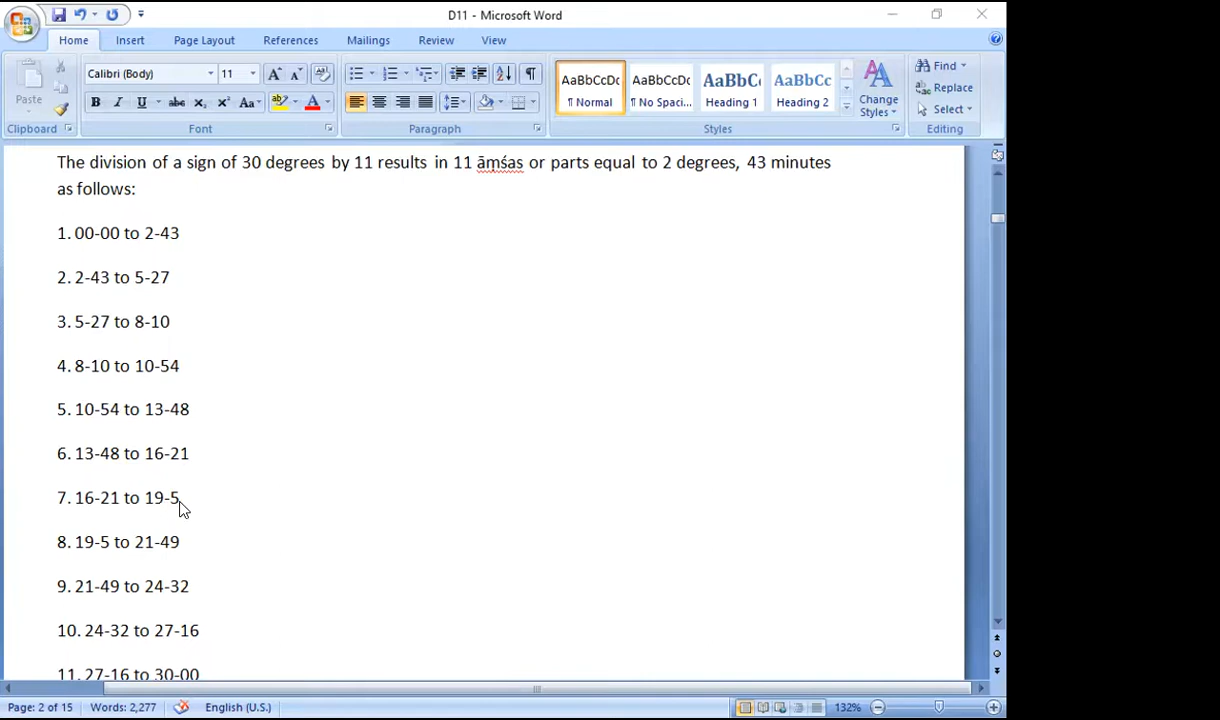 D11 - Microsoft Word
Home Insert Page Layout References Mailings Review View
Paste
Calibri (Body) 11
A A
B I U abc x₂ x² Aa A
AaBbCcDc AaBbCcDc AaBbC AaBbCc
¶ Normal ¶ No Spaci... Heading 1 Heading 2
Change Styles
Find
Replace
Select
Clipboard Font Paragraph Styles Editing
The division of a sign of 30 degrees by 11 results in 11 āṃśas or parts equal to 2 degrees, 43 minutes
as follows:
1. 00-00 to 2-43
2. 2-43 to 5-27
3. 5-27 to 8-10
4. 8-10 to 10-54
5. 10-54 to 13-48
6. 13-48 to 16-21
7. 16-21 to 19-5
8. 19-5 to 21-49
9. 21-49 to 24-32
10. 24-32 to 27-16
11. 27-16 to 30-00
Page: 2 of 15 Words: 2,277 English (U.S.) 132%